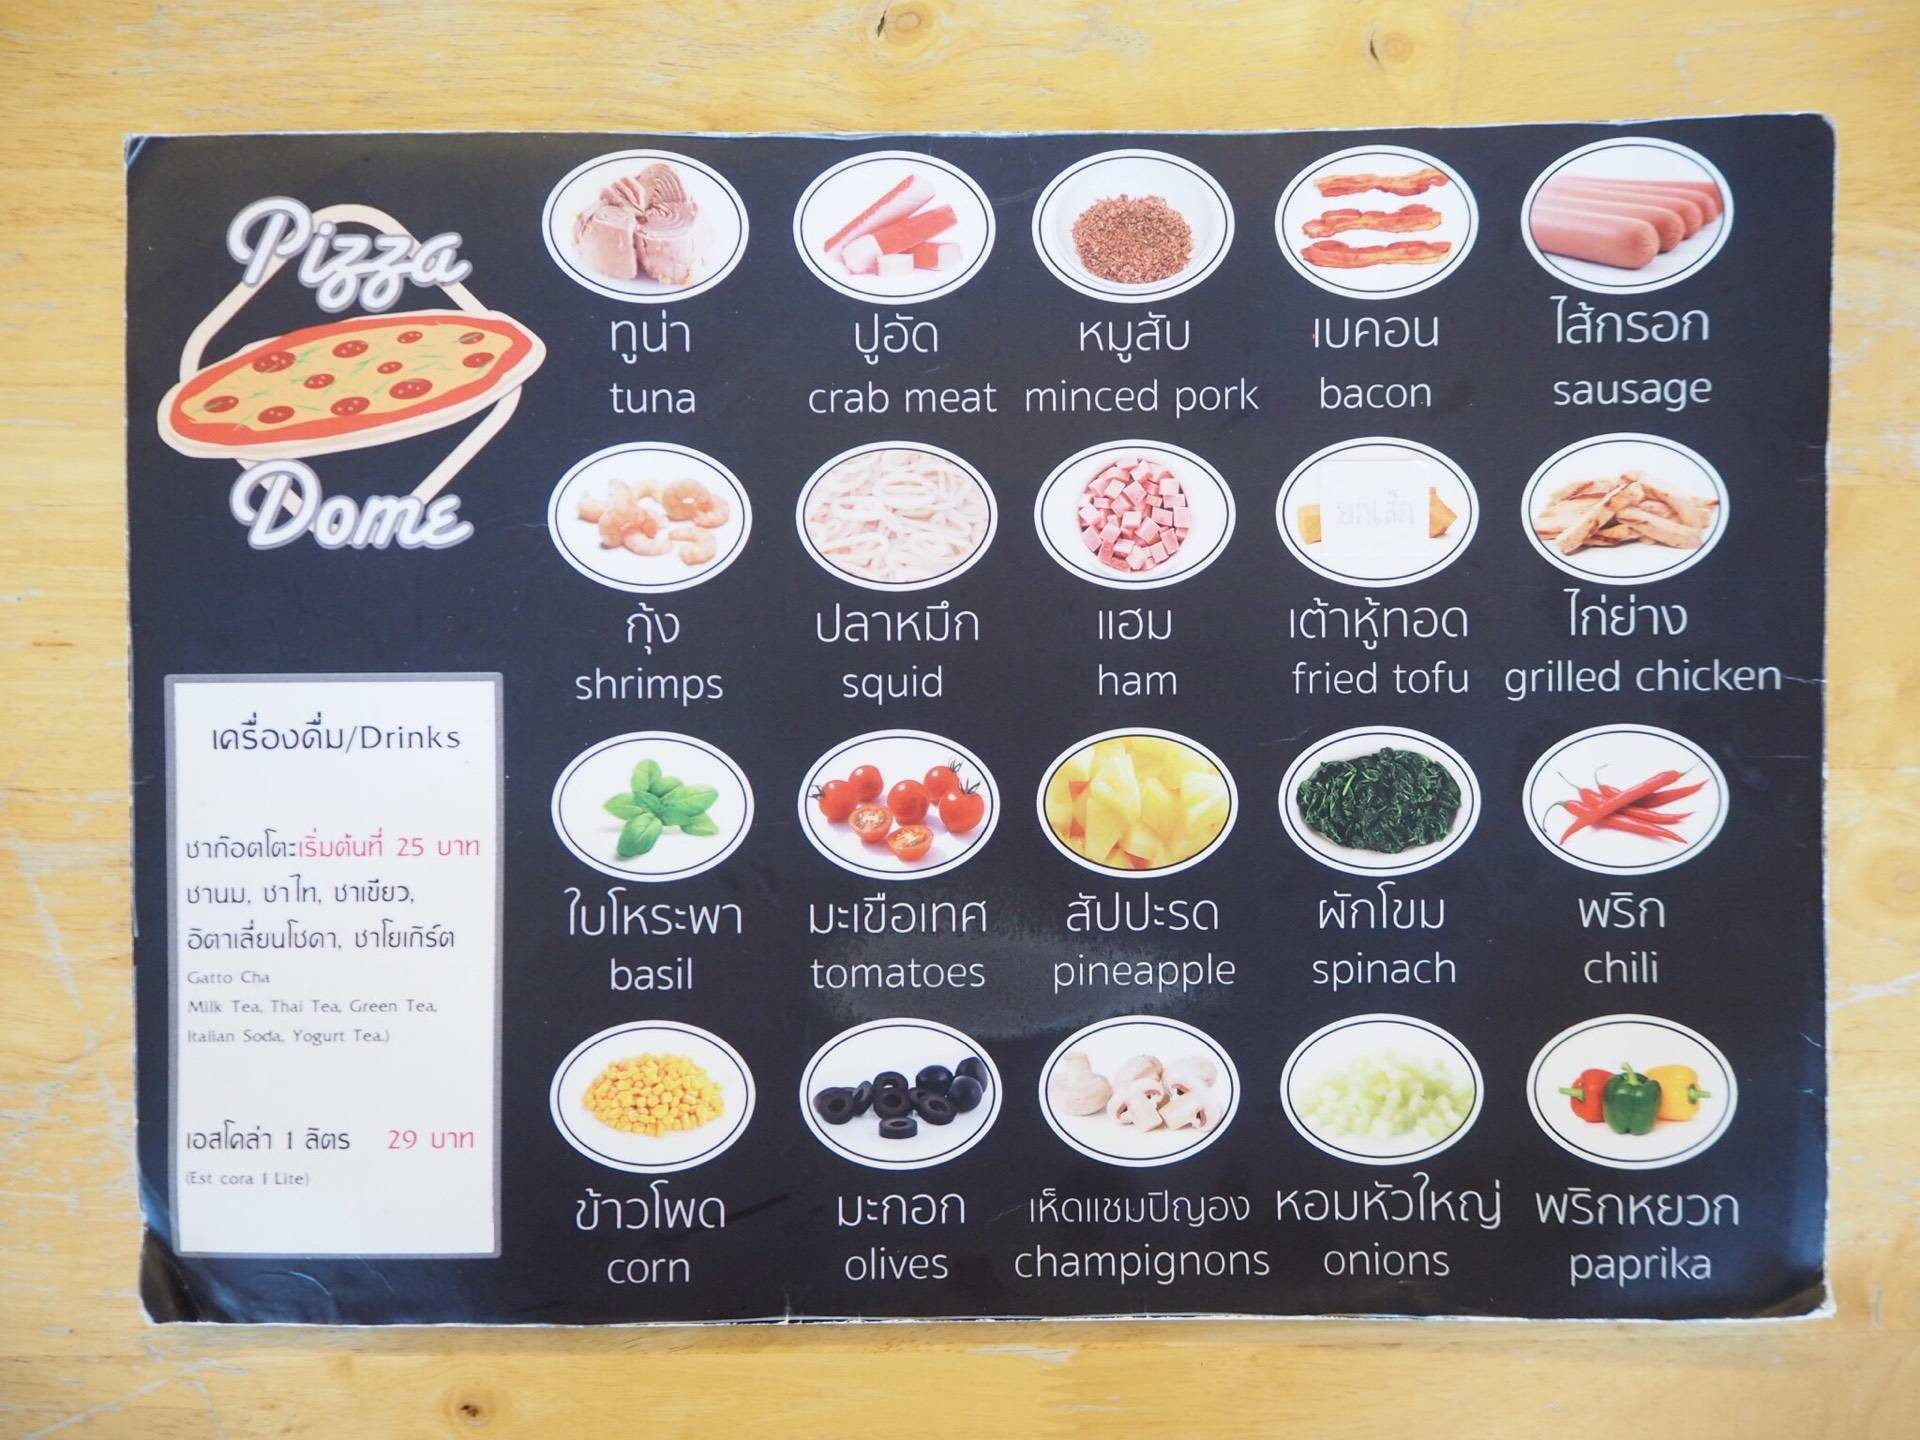 Pizza
Dome
ทูน่า
tuna
ปูอัด
crab meat
หมูสับ
minced pork
เบคอน
bacon
ไส้กรอก
sausage
กุ้ง
shrimps
ปลาหมึก
squid
แฮม
ham
ยกเลิก
เต้าหู้ทอด
fried tofu
ไก่ย่าง
grilled chicken
ใบโหระพา
basil
มะเขือเทศ
tomatoes
สัปปะรด
pineapple
ผักโขม
spinach
พริก
chili
ข้าวโพด
corn
มะกอก
olives
เห็ดแชมปิญอง
champignons
หอมหัวใหญ่
onions
พริกหยวก
paprika
เครื่องดื่ม/Drinks
ชาก๊อตโตะเริ่มต้นที่ 25 บาท
ชานม, ชาไท, ชาเขียว,
อิตาเลี่ยนโซดา, ชาโยเกิร์ต
Gatto Cha
Milk Tea, Thai Tea, Green Tea,
Italian Soda, Yogurt Tea.)
เอสโคล่า 1 ลิตร 29 บาท
(Est cora 1 Lite)